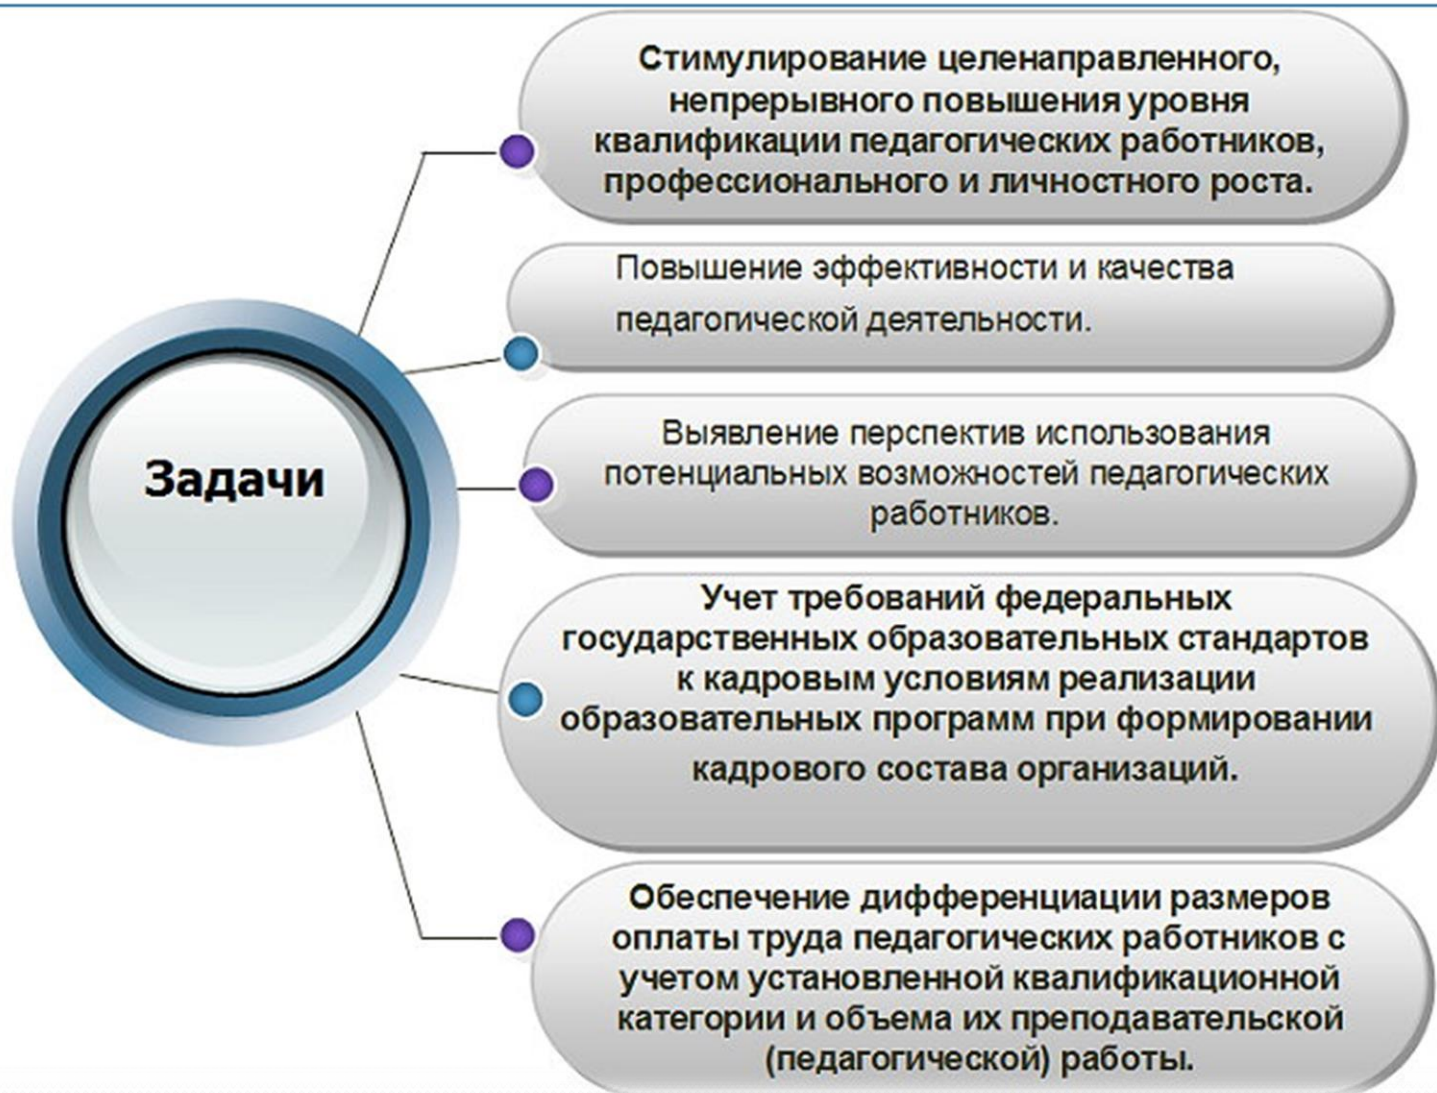 Стимулирование целенаправленного,
непрерывного повышения уровня
квалификации педагогических работников,
профессионального и личностного роста.
Повышение эффективности и качества
педагогической деятельности.
Задачи
Выявление перспектив использования
потенциальных возможностей педагогических
работников.
Учет требований федеральных
государственных образовательных стандартов
к кадровым условиям реализации
образовательных программ при формировании
кадрового состава организаций.
Обеспечение дифференциации размеров
оплаты труда педагогических работников с
учетом установленной квалификационной
категории и объема их преподавательской
(педагогической) работы.